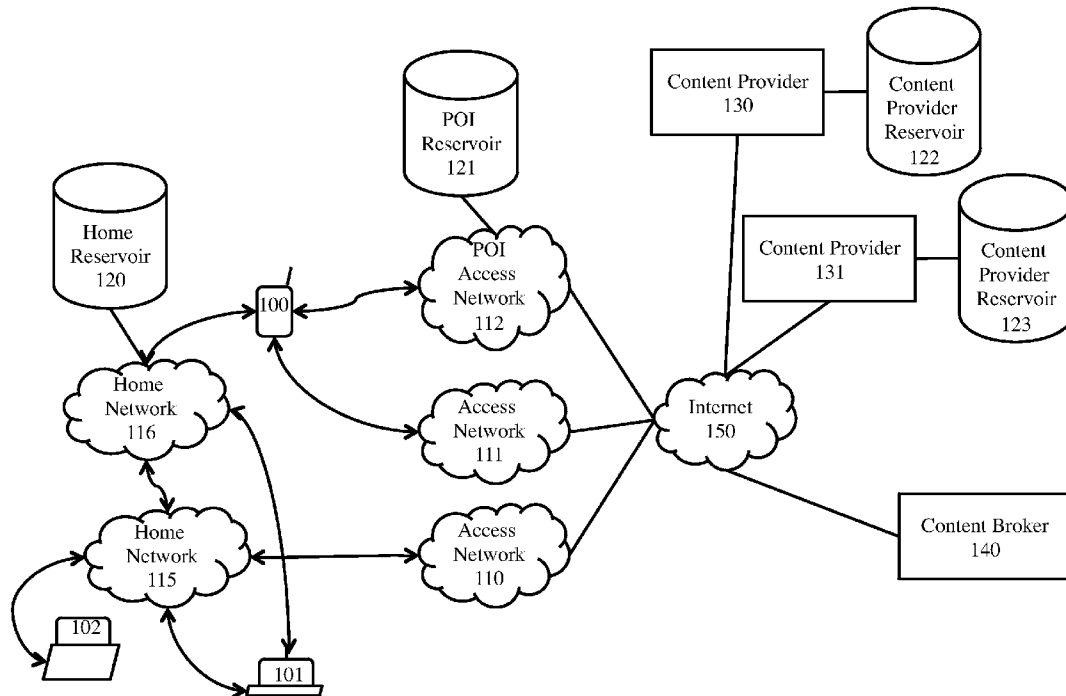 Content Provider
130
Content
Provider
Reservoir
122
POI
Reservoir
121
Home
Reservoir
120
Content Provider
131
Content
Provider
Reservoir
123
POI
Access
Network
112
100
Home
Network
116
Access
Network
111
Internet
150
Home
Network
115
Access
Network
110
Content Broker
140
102
101